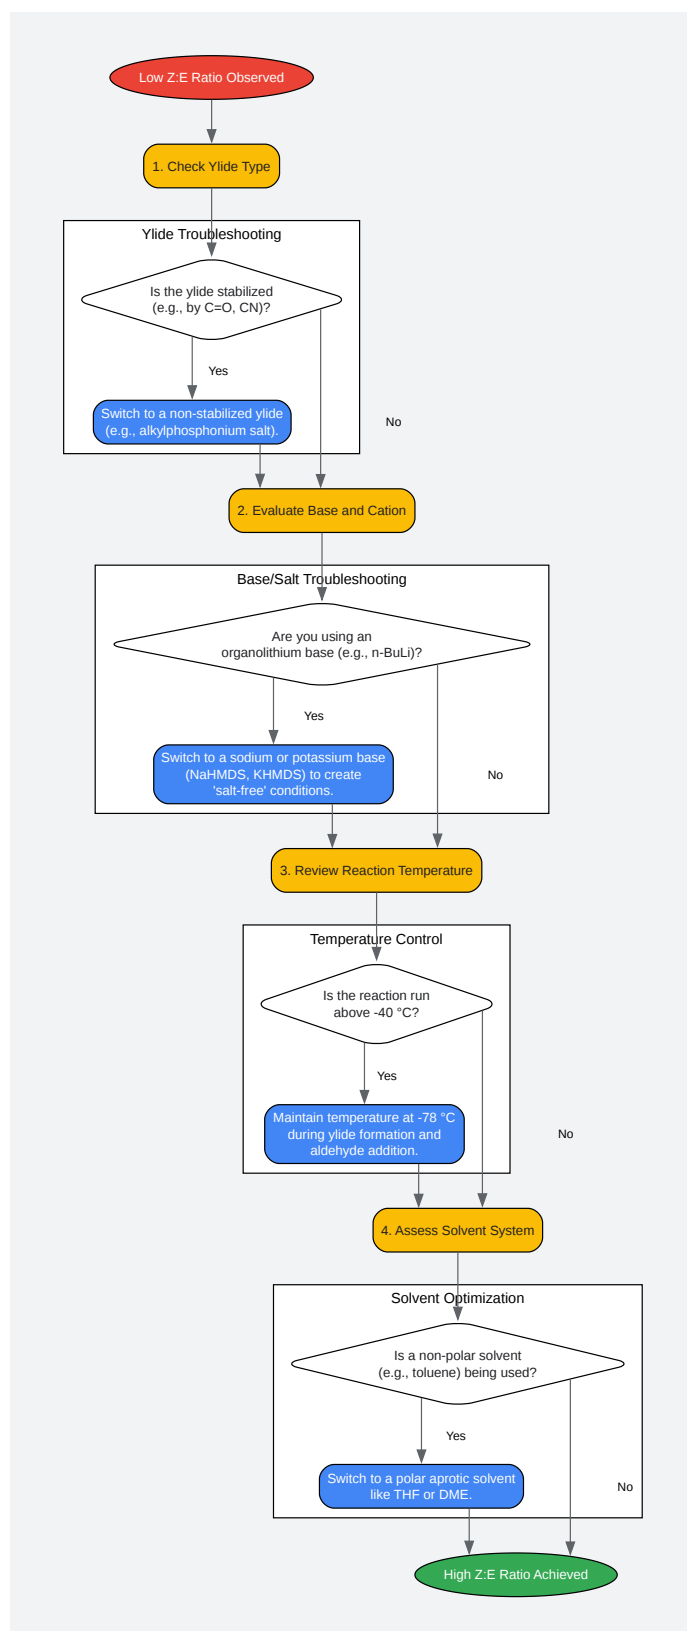 Low Z:E Ratio Observed
1. Check Ylide Type
Ylide Troubleshooting
Is the ylide stabilized
(e.g., by C=O, CN)?
Yes
Switch to a non-stabilized ylide
(e.g., alkylphosphonium salt).
No
2. Evaluate Base and Cation
Base/Salt Troubleshooting
Are you using an
organolithium base (e.g., n-BuLi)?
Yes
Switch to a sodium or potassium base
(NaHMDS, KHMDS) to create
'salt-free' conditions.
No
3. Review Reaction Temperature
Temperature Control
Is the reaction run
above -40 °C?
Yes
Maintain temperature at -78 °C
during ylide formation and
aldehyde addition.
No
4. Assess Solvent System
Solvent Optimization
Is a non-polar solvent
(e.g., toluene) being used?
Yes
Switch to a polar aprotic solvent
like THF or DME.
No
High Z:E Ratio Achieved